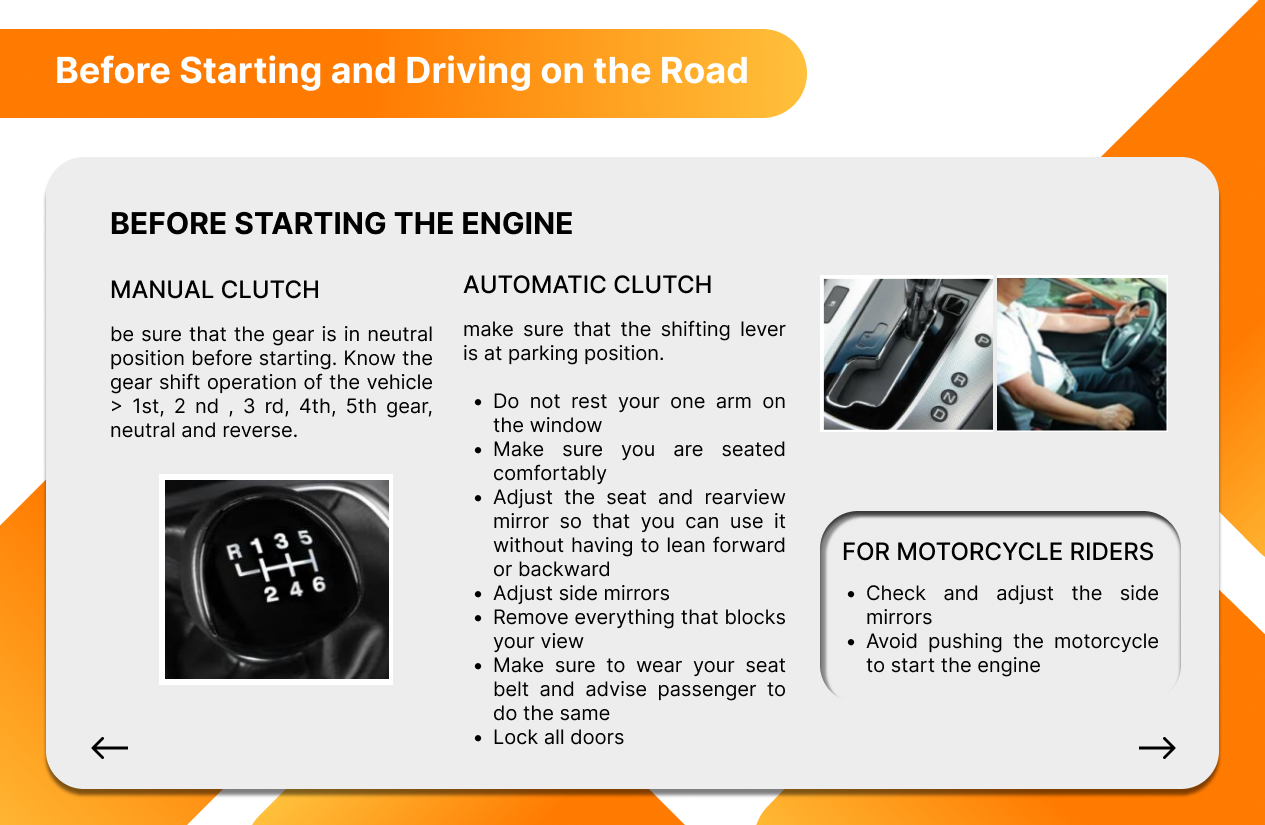 Before Starting and Driving on the Road
BEFORE STARTING THE ENGINE
MANUAL CLUTCH
be sure that the gear is in neutral
position before starting. Know the
gear shift operation of the vehicle
> 1st, 2 nd , 3 rd, 4th, 5th gear,
neutral and reverse.
R 1 3 5
2 4 6
AUTOMATIC CLUTCH
make sure that the shifting lever
is at parking position.
• Do not rest your one arm on
the window
• Make sure you are seated
comfortably
• Adjust the seat and rearview
mirror so that you can use it
without having to lean forward
or backward
• Adjust side mirrors
• Remove everything that blocks
your view
• Make sure to wear your seat
belt and advise passenger to
do the same
• Lock all doors
P
R
N
D
FOR MOTORCYCLE RIDERS
• Check and adjust the side
mirrors
• Avoid pushing the motorcycle
to start the engine